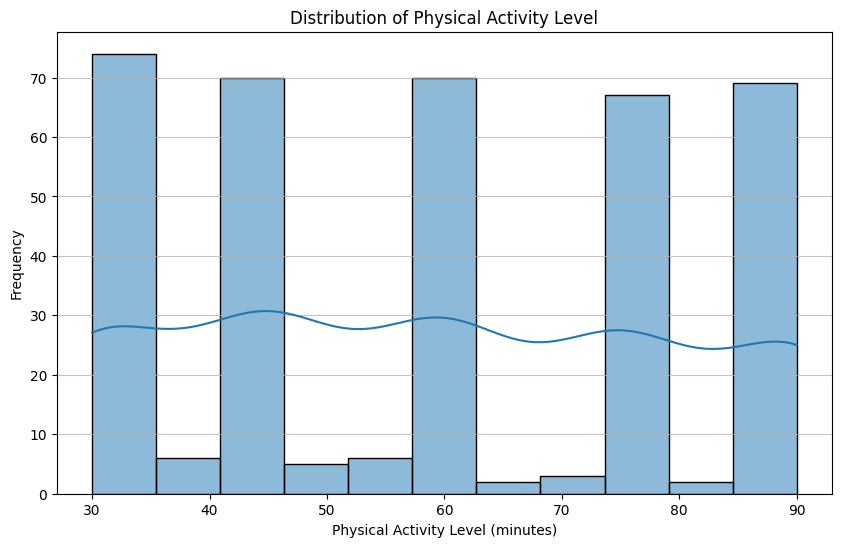 Distribution of Physical Activity Level
Frequency
70
60
50
40
30
20
10
0
30 40 50 60 70 80 90
Physical Activity Level (minutes)